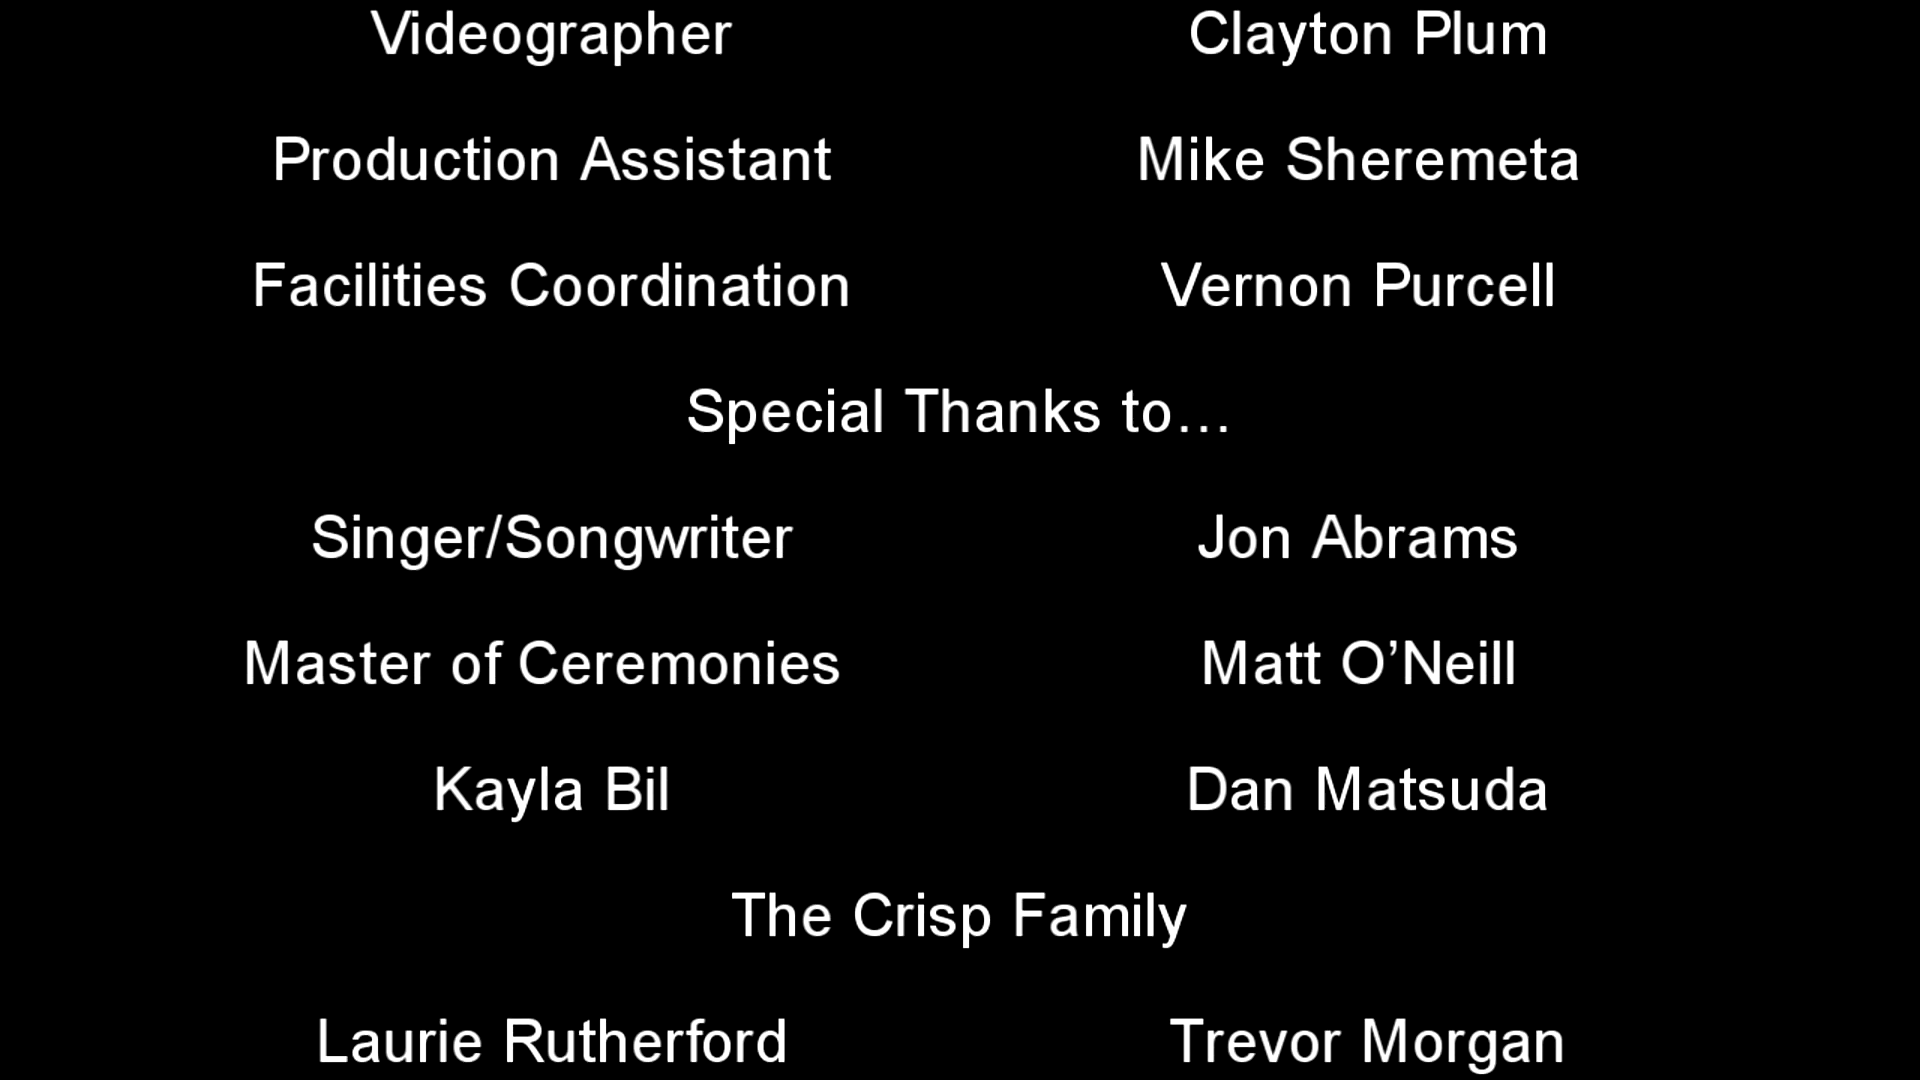 Videographer Clayton Plum
Production Assistant Mike Sheremeta
Facilities Coordination Vernon Purcell
Special Thanks to…
Singer/Songwriter Jon Abrams
Master of Ceremonies Matt O’Neill
Kayla Bil Dan Matsuda
The Crisp Family
Laurie Rutherford Trevor Morgan